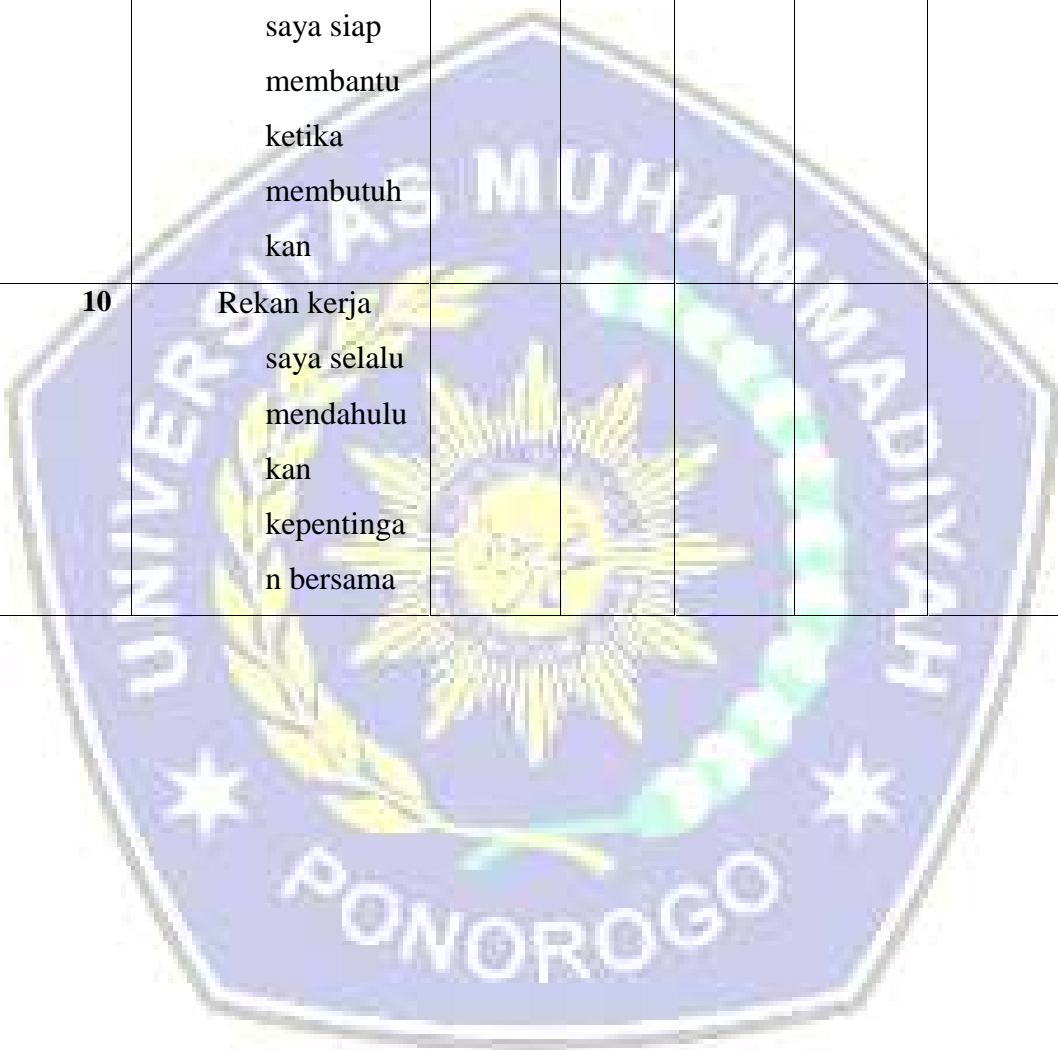 saya siap
membantu
ketika
membutuh
kan
10 Rekan kerja
saya selalu
mendahulu
kan
kepentinga
n bersama
UNIVERSITAS MUHAMMADIYAH
PONOROGO